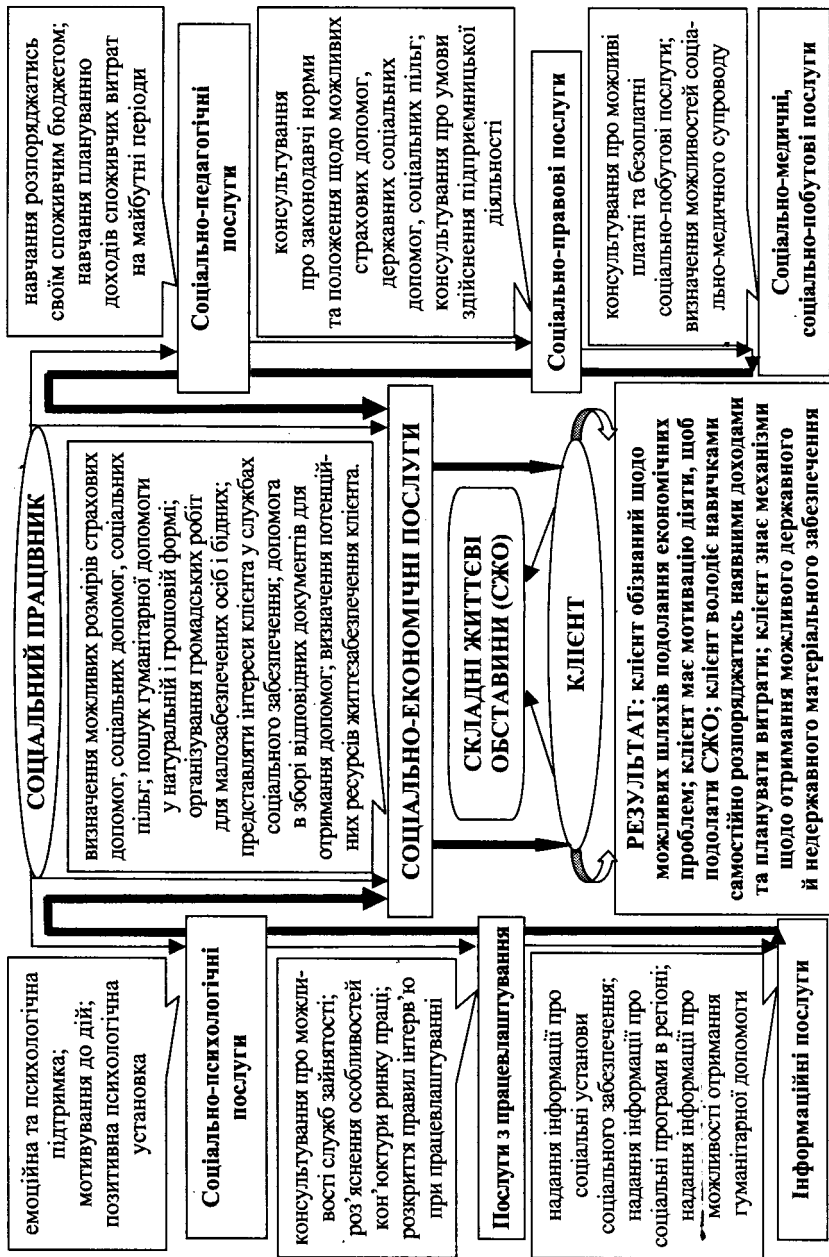 СОЦІАЛЬНИЙ ПРАЦІВНИК
емоційна та психологічна
підтримка;
мотивування до дій;
позитивна психологічна
установка
Соціально-психологічні
послуги
консультування про можли-
вості служб зайнятості;
роз’яснення особливостей
кон’юктури ринку праці;
розкриття правил інтерв’ю
при працевлаштуванні
Послуги з працевлаштування
надання інформації про
соціальні установи
соціального забезпечення;
надання інформації про
соціальні програми в регіоні;
надання інформації про
можливості отримання
гуманітарної допомоги
Інформаційні послуги
визначення можливих розмірів страхових
допомог, соціальних допомог, соціальних
пільг; пошук гуманітарної допомоги
у натуральній і грошовій формі;
організування громадських робіт
для малозабезпечених осіб і бідних;
представляти інтереси клієнта у службах
соціального забезпечення; допомога
в зборі відповідних документів для
отримання допомог; визначення потенцій-
них ресурсів життєзабезпечення клієнта.
СОЦІАЛЬНО-ЕКОНОМІЧНІ ПОСЛУГИ
СКЛАДНІ ЖИТТЄВІ
ОБСТАВИНИ (СЖО)
КЛІЄНТ
РЕЗУЛЬТАТ: клієнт обізнаний щодо
можливих шляхів подолання економічних
проблем; клієнт має мотивацію діяти, щоб
подолати СЖО; клієнт володіє навичками
самостійно розпоряджатись наявними доходами
та планувати витрати; клієнт знає механізми
щодо отримання можливого державного
й недержавного матеріального забезпечення
навчання розпоряджатись
своїм споживчим бюджетом;
навчання плануванню
доходів споживчих витрат
на майбутні періоди
Соціально-педагогічні
послуги
консультування
про законодавчі норми
та положення щодо можливих
страхових допомог,
державних соціальних
допомог, соціальних пільг;
консультування про умови
здійснення підприємницької
діяльності
Соціально-правові послуги
консультування про можливі
платні та безоплатні
соціально-побутові послуги;
визначення можливостей соціа-
льно-медичного супроводу
Соціально-медичні,
соціально-побутові послуги